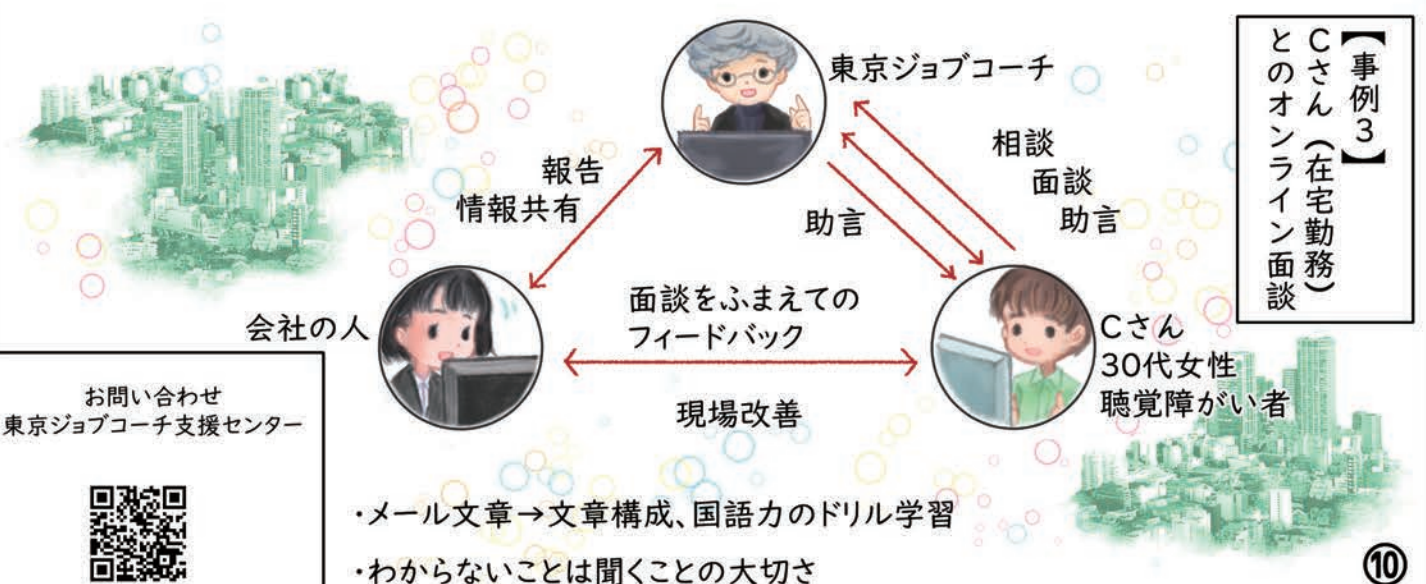 【事例3】
Cさん（在宅勤務）
とのオンライン面談
東京ジョブコーチ
報告
情報共有
相談
面談
助言
助言
会社の人
面談をふまえての
フィードバック
現場改善
Cさん
30代女性
聴覚障がい者
お問い合わせ
東京ジョブコーチ支援センター
・メール文章→文章構成、国語力のドリル学習
・わからないことは聞くことの大切さ
⑩